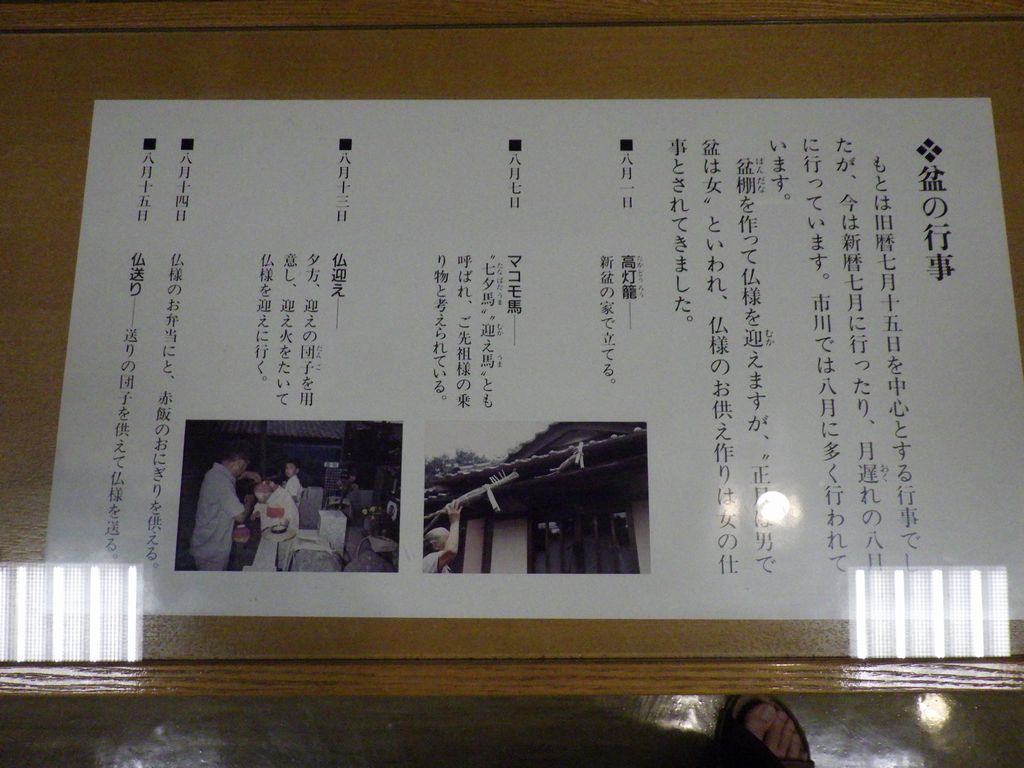 ❖盆の行事
もとは旧暦七月十五日を中心とする行事でし
たが、今は新暦七月に行ったり、月遅れの八月
に行っています。市川では八月に多く行われて
います。
盆棚を作って仏様を迎えますが、〝正月は男で
盆は女〟といわれ、仏様のお供え作りは女の仕
事とされてきました。
■八月一日
高灯籠――
新盆の家で立てる。
■八月七日
マコモ馬――
〝七夕馬〟〝迎え馬〟とも
呼ばれ、ご先祖様の乗
り物と考えられている。
■八月十三日
仏迎え――
夕方、迎えの団子を用
意し、迎え火をたいて
仏様を迎えに行く。
■八月十四日
仏様のお弁当にと、赤飯のおにぎりを供える。
■八月十五日
仏送り――送りの団子を供えて仏様を送る。